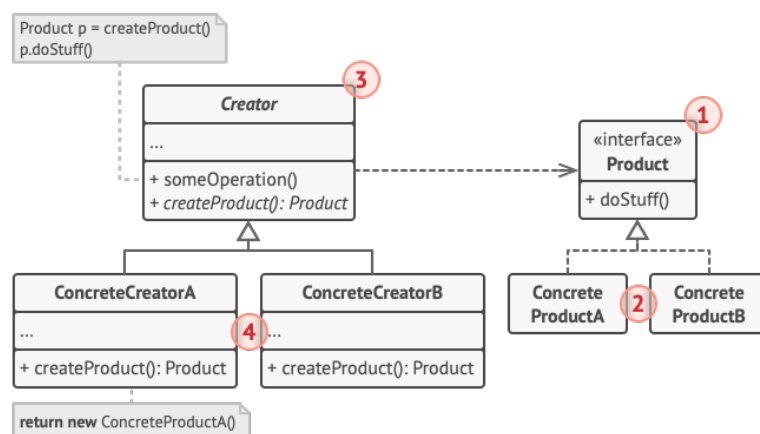 Product p = createProduct()
p.doStuff()
3
Creator
...
+ someOperation()
+ createProduct(): Product
1
«interface»
Product
+ doStuff()
ConcreteCreatorA
...
+ createProduct(): Product
4
ConcreteCreatorB
...
+ createProduct(): Product
Concrete
ProductA
2
Concrete
ProductB
return new ConcreteProductA()